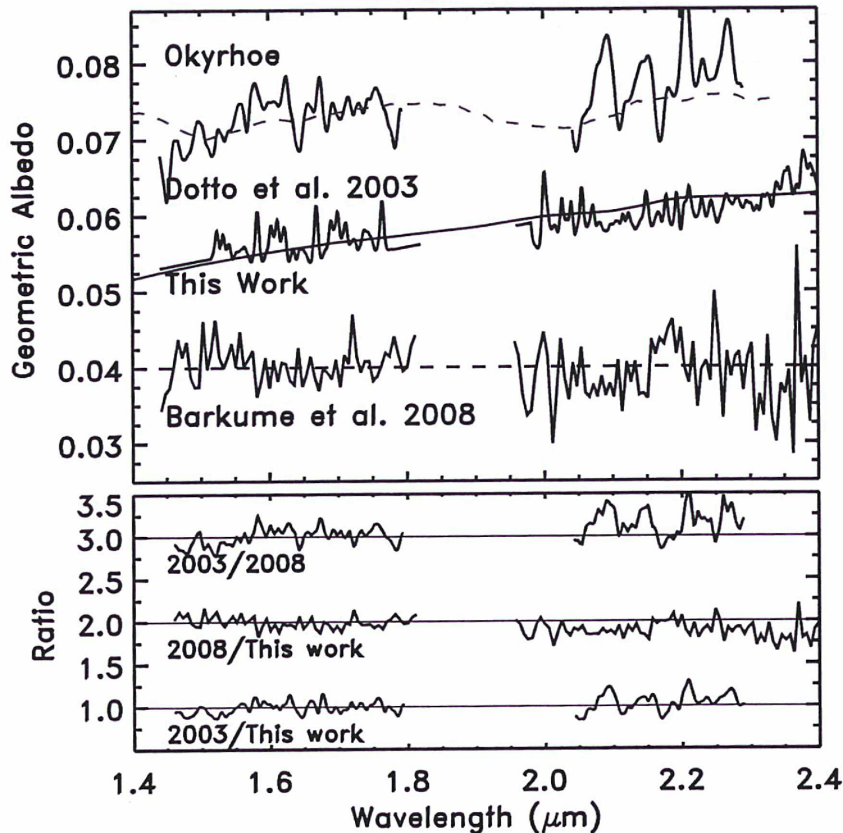 Okyrhoe
Dotto et al. 2003
This Work
Barkume et al. 2008
Geometric Albedo
0.08
0.07
0.06
0.05
0.04
0.03
2003/2008
2008/This work
2003/This work
Ratio
3.5
3.0
2.5
2.0
1.5
1.0
1.4
1.6
1.8
2.0
2.2
2.4
Wavelength (μm)